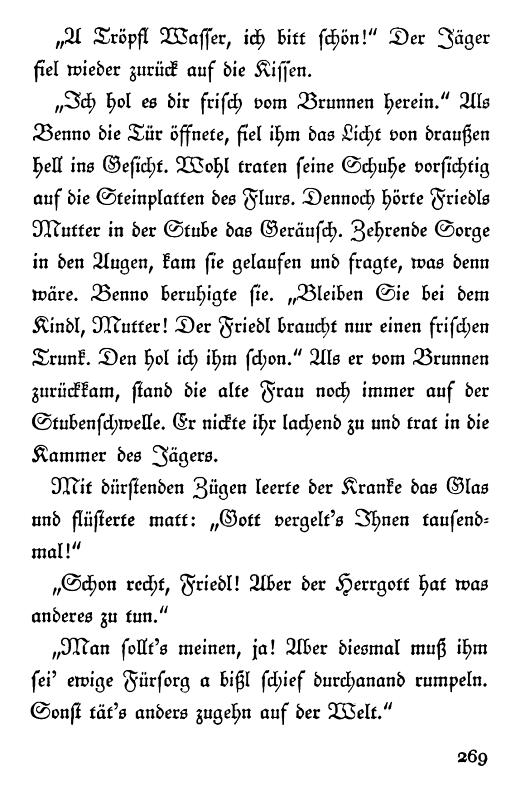 „A Tröpfl Wasser, ich bitt schön!“ Der Jäger
fiel wieder zurück auf die Kissen.
„Ich hol es dir frisch vom Brunnen herein.“ Als
Benno die Tür öffnete, fiel ihm das Licht von draußen
hell ins Gesicht. Wohl traten seine Schuhe vorsichtig
auf die Steinplatten des Flurs. Dennoch hörte Friedls
Mutter in der Stube das Geräusch. Zehrende Sorge
in den Augen, kam sie gelaufen und fragte, was denn
wäre. Benno beruhigte sie. „Bleiben Sie bei dem
Kindl, Mutter! Der Friedl braucht nur einen frischen
Trunk. Den hol ich ihm schon.“ Als er vom Brunnen
zurückkam, stand die alte Frau noch immer auf der
Stubenschwelle. Er nickte ihr lachend zu und trat in die
Kammer des Jägers.
Mit dürstenden Zügen leerte der Kranke das Glas
und flüsterte matt: „Gott vergelt's Ihnen tausend-
mal!“
„Schon recht, Friedl! Aber der Herrgott hat was
anderes zu tun.“
„Man sollt's meinen, ja! Aber diesmal muß ihm
sei' ewige Fürsorg a bißl schief durchanand rumpeln.
Sonst tät's anders zugehn auf der Welt.“
269